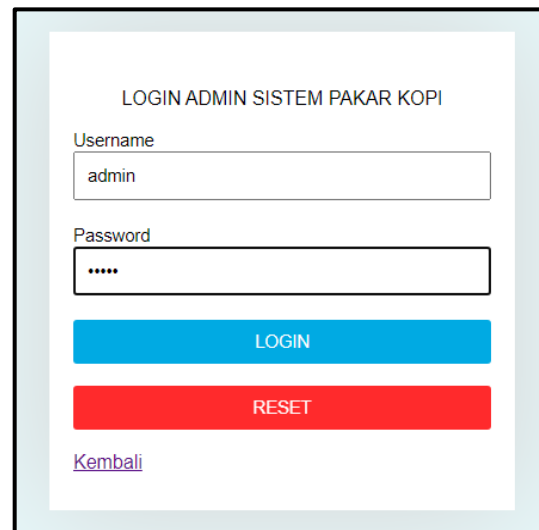 LOGIN ADMIN SISTEM PAKAR KOPI
Username
admin
Password
•••••
LOGIN
RESET
Kembali